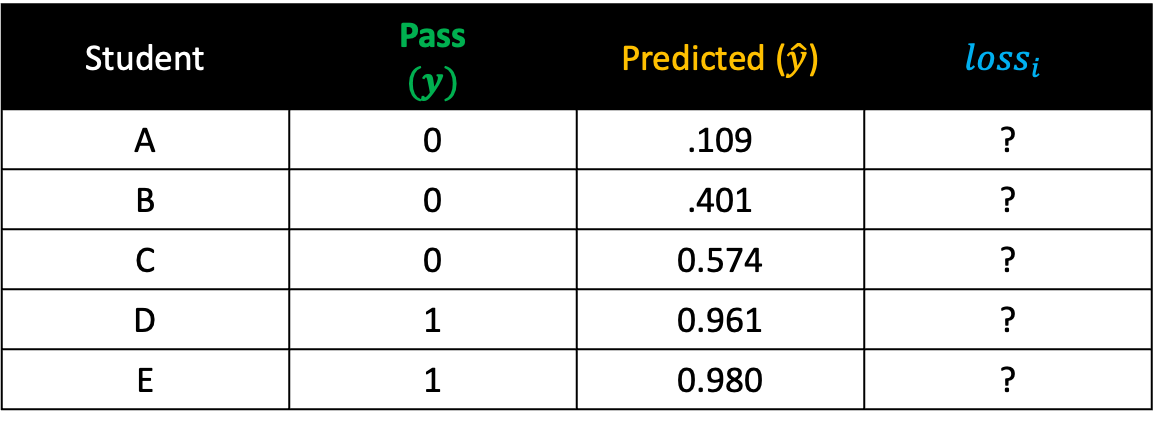 Student Pass (y) Predicted (ŷ) lossᵢ
A 0 .109 ?
B 0 .401 ?
C 0 0.574 ?
D 1 0.961 ?
E 1 0.980 ?